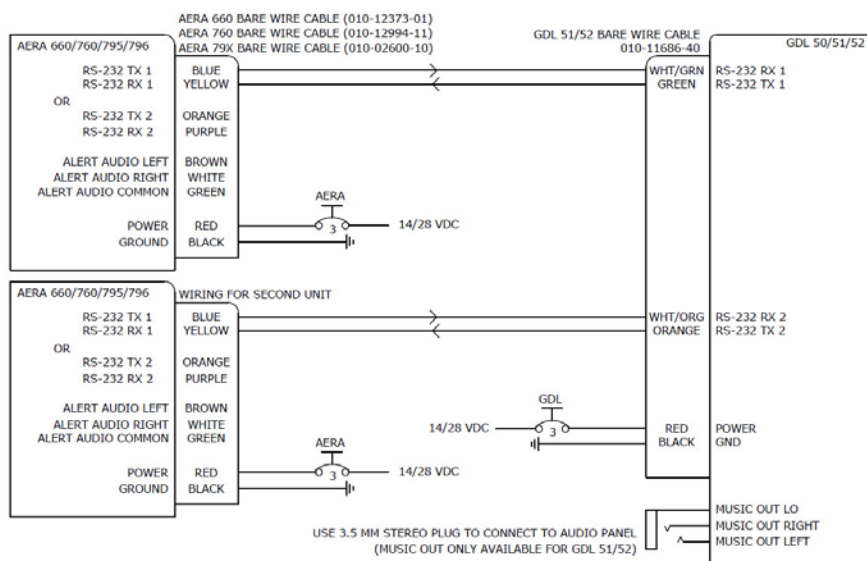 AERA 660 BARE WIRE CABLE (010-12373-01)
AERA 760 BARE WIRE CABLE (010-12994-11)
AERA 79X BARE WIRE CABLE (010-02600-10)
GDL 51/52 BARE WIRE CABLE
010-11686-40
AERA 660/760/795/796
GDL 50/51/52
RS-232 TX 1 BLUE WHT/GRN RS-232 RX 1
RS-232 RX 1 YELLOW GREEN RS-232 TX 1
OR
RS-232 TX 2 ORANGE
RS-232 RX 2 PURPLE
ALERT AUDIO LEFT BROWN
ALERT AUDIO RIGHT WHITE
ALERT AUDIO COMMON GREEN
AERA
POWER RED 3 14/28 VDC
GROUND BLACK
AERA 660/760/795/796 WIRING FOR SECOND UNIT
RS-232 TX 1 BLUE WHT/ORG RS-232 RX 2
RS-232 RX 1 YELLOW ORANGE RS-232 TX 2
OR
RS-232 TX 2 ORANGE
RS-232 RX 2 PURPLE
GDL
ALERT AUDIO LEFT BROWN
ALERT AUDIO RIGHT WHITE 14/28 VDC 3 RED POWER
ALERT AUDIO COMMON GREEN BLACK GND
AERA
POWER RED 3 14/28 VDC
GROUND BLACK
MUSIC OUT LO
MUSIC OUT RIGHT
MUSIC OUT LEFT
USE 3.5 MM STEREO PLUG TO CONNECT TO AUDIO PANEL
(MUSIC OUT ONLY AVAILABLE FOR GDL 51/52)